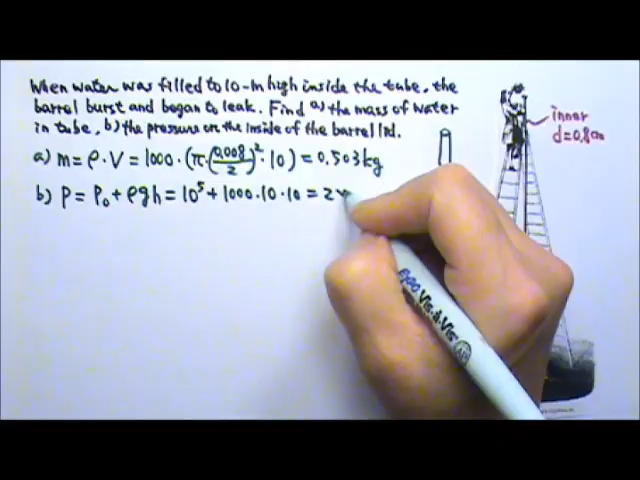 When water was filled to 10-m high inside the tube, the
barrel burst and began to leak. Find a) the mass of water
in tube, b) the pressure on the inside of the barrel lid.
a) m = ρ · V = 1000 · (π · (0.008/2)² · 10) = 0.503 kg
b) P = P₀ + ρgh = 10⁵ + 1000 · 10 · 10 = 2
inner
d=0.8cm
EXPO Vis-à-Vis